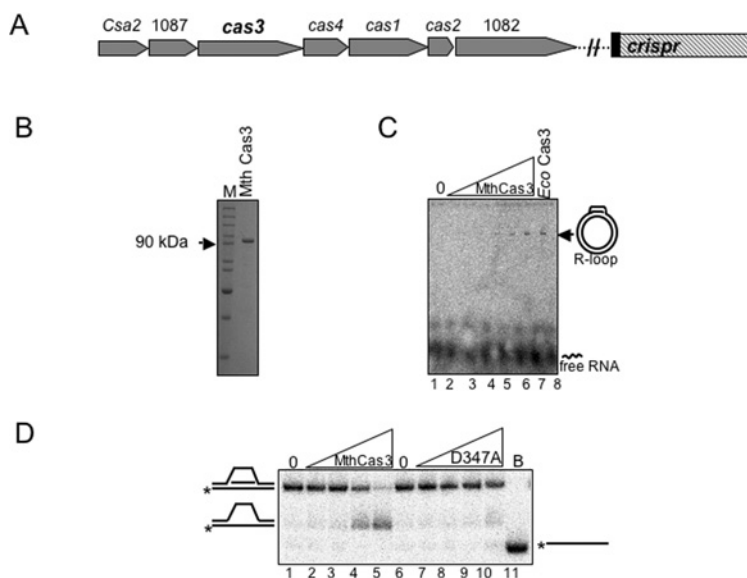 A
Csa2 1087 cas3 cas4 cas1 cas2 1082
crispr
B
M Mth Cas3
90 kDa
C
0 MthCas3 Eco Cas3
R-loop
free RNA
1 2 3 4 5 6 7 8
D
0 MthCas3 0 D347A B
*
* *
1 2 3 4 5 6 7 8 9 10 11